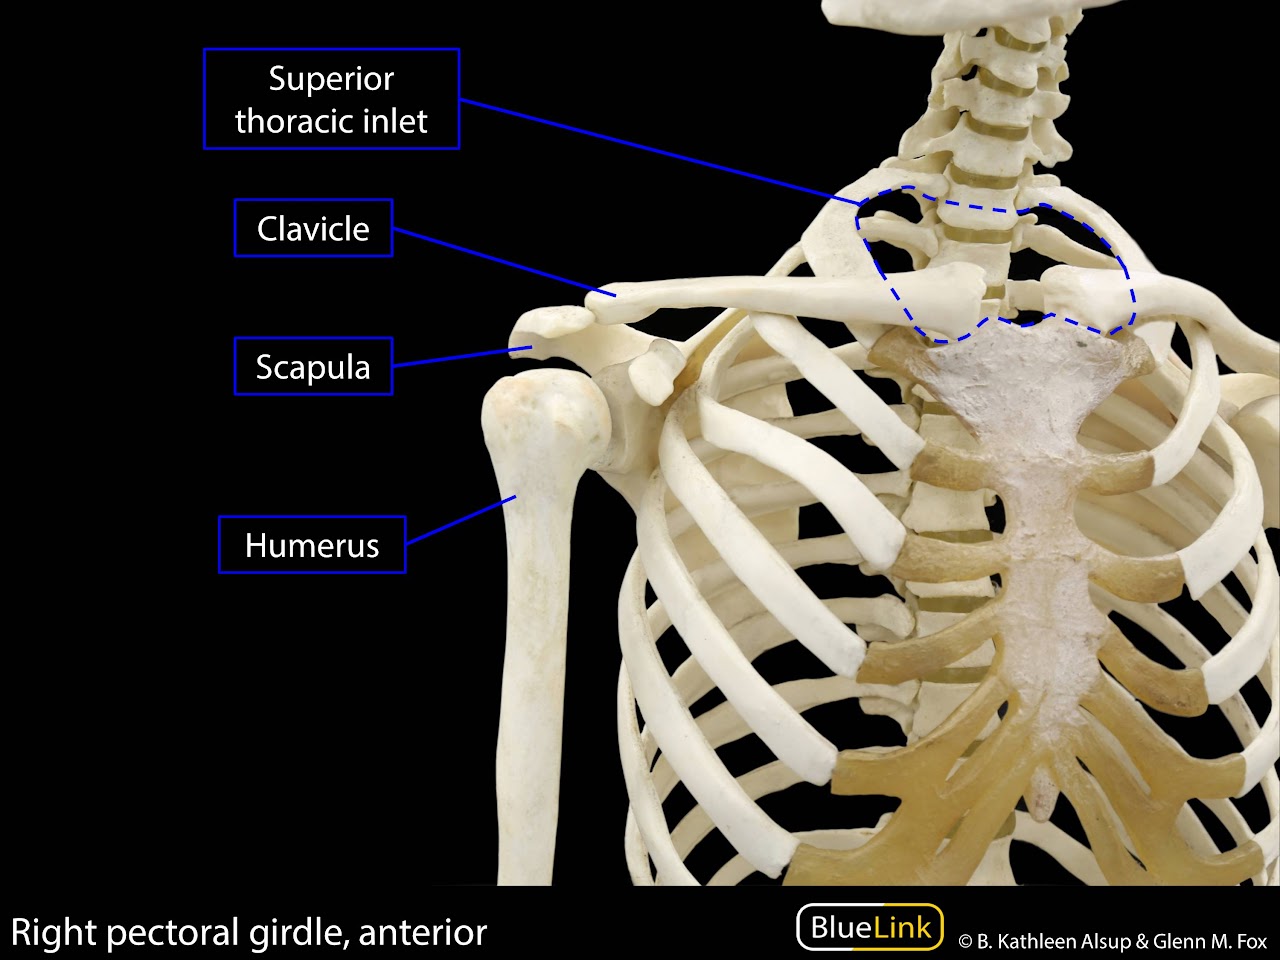 Superior
thoracic inlet
Clavicle
Scapula
Humerus
Right pectoral girdle, anterior
BlueLink
© B. Kathleen Alsup & Glenn M. Fox